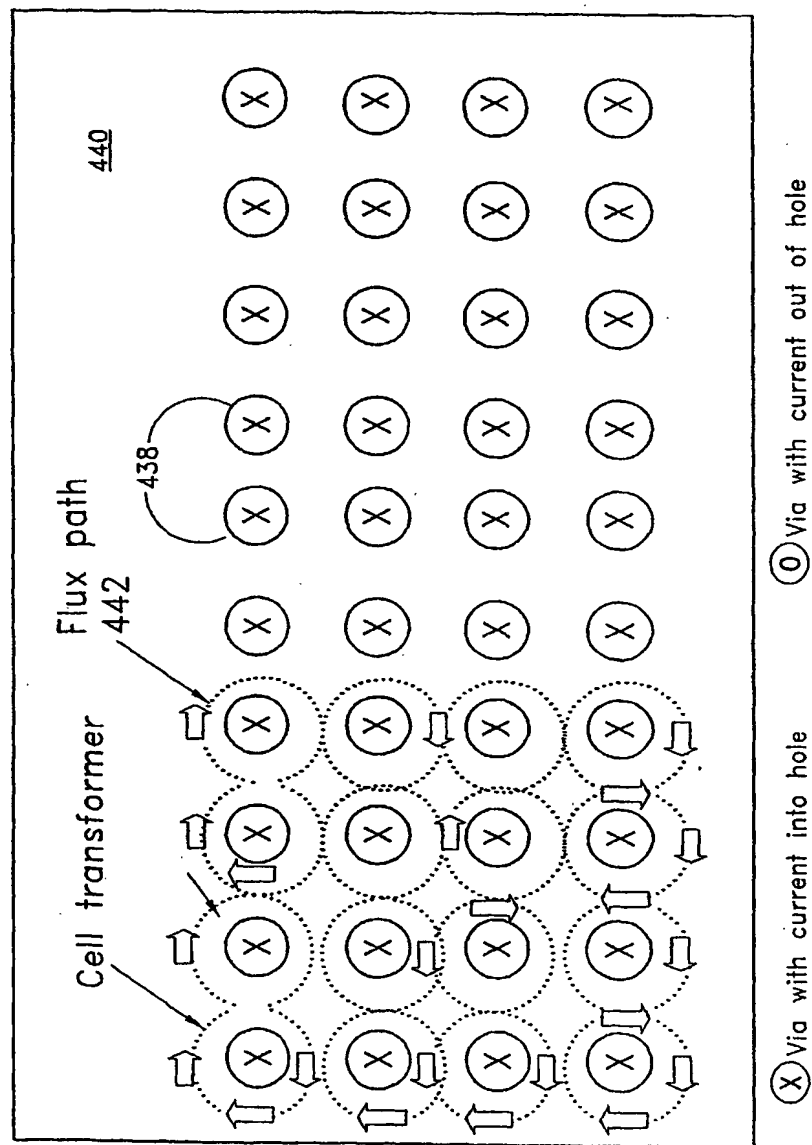 Cell transformer
Flux path
442
438
440
X X X X X X X X X X
X X X X X X X X X X
X X X X X X X X X X
X X X X X X X X X X
X Via with current into hole
O Via with current out of hole